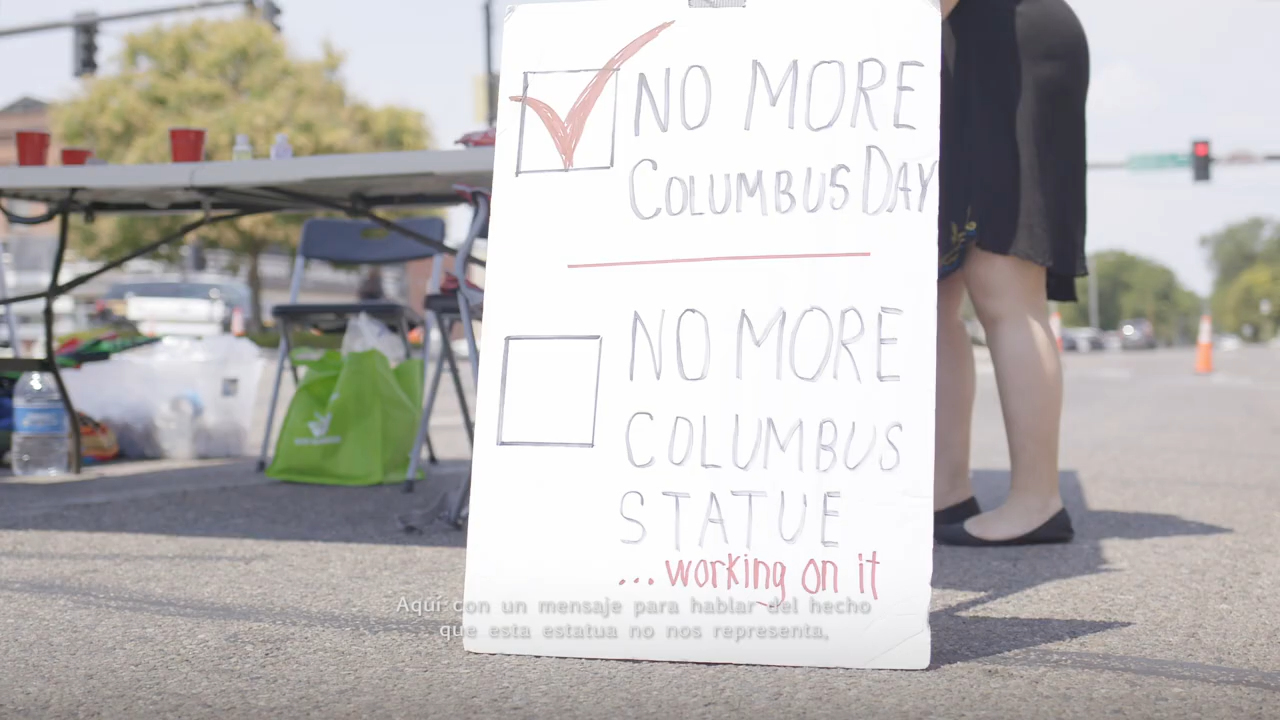 NO MORE
COLUMBUS DAY
NO MORE
COLUMBUS
STATUE
...working on it
Aquí con un mensaje para hablar del hecho
que esta estatua no nos representa,